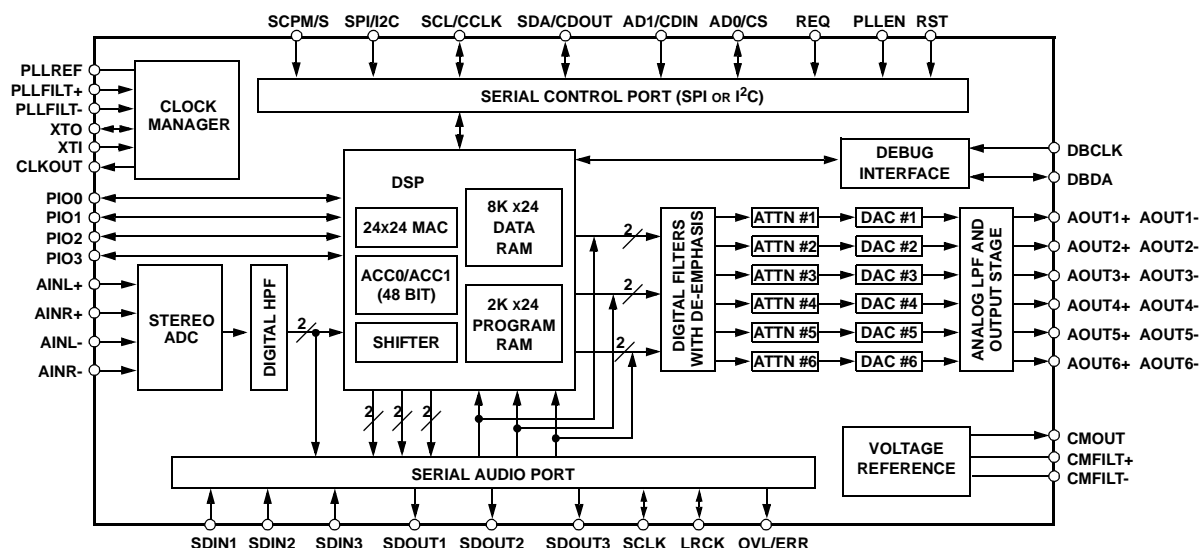 SCPM/S SPI/I2C SCL/CCLK SDA/CDOUT AD1/CDIN AD0/CS REQ PLLEN RST
SERIAL CONTROL PORT (SPI OR I²C)
PLLREF
PLLFILT+
PLLFILT-
XTO
XTI
CLKOUT
CLOCK
MANAGER
PIO0
PIO1
PIO2
PIO3
AINL+
AINR+
AINL-
AINR-
STEREO
ADC
DIGITAL HPF
2
DSP
24x24 MAC
ACC0/ACC1
(48 BIT)
SHIFTER
8K x24
DATA
RAM
2K x24
PROGRAM
RAM
2
2
2
2
2
2
DEBUG
INTERFACE
DBCLK
DBDA
DIGITAL FILTERS
WITH DE-EMPHASIS
ATTN #1 DAC #1
ATTN #2 DAC #2
ATTN #3 DAC #3
ATTN #4 DAC #4
ATTN #5 DAC #5
ATTN #6 DAC #6
ANALOG LPF AND
OUTPUT STAGE
AOUT1+ AOUT1-
AOUT2+ AOUT2-
AOUT3+ AOUT3-
AOUT4+ AOUT4-
AOUT5+ AOUT5-
AOUT6+ AOUT6-
VOLTAGE
REFERENCE
CMOUT
CMFILT+
CMFILT-
SERIAL AUDIO PORT
SDIN1 SDIN2 SDIN3 SDOUT1 SDOUT2 SDOUT3 SCLK LRCK OVL/ERR